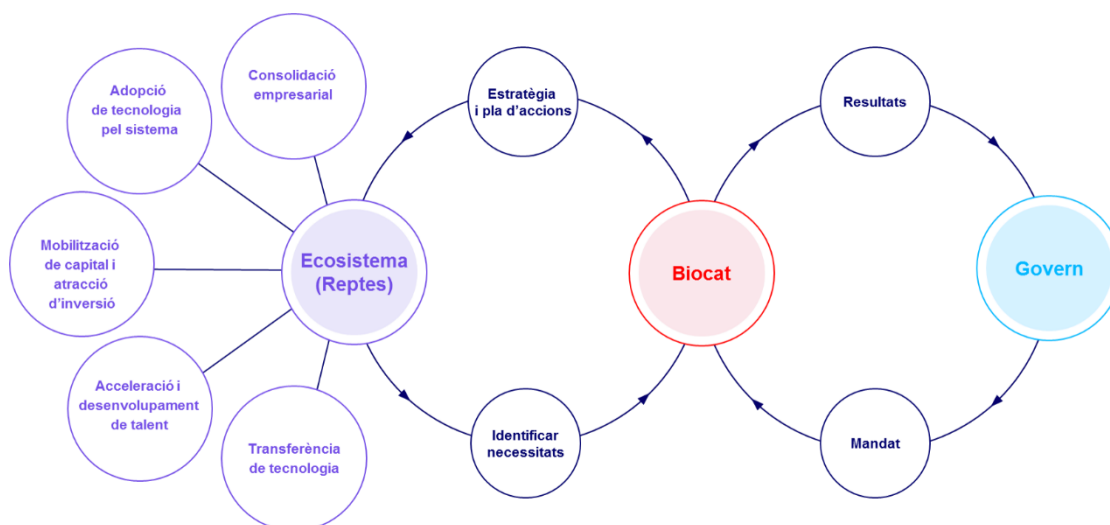 Consolidació
empresarial
Adopció
de tecnologia
pel sistema
Mobilització
de capital i
atracció
d'inversió
Acceleració i
desenvolupament
de talent
Transferència
de tecnologia
Ecosistema
(Reptes)
Estratègia
i pla d'accions
Identificar
necessitats
Biocat
Resultats
Mandat
Govern